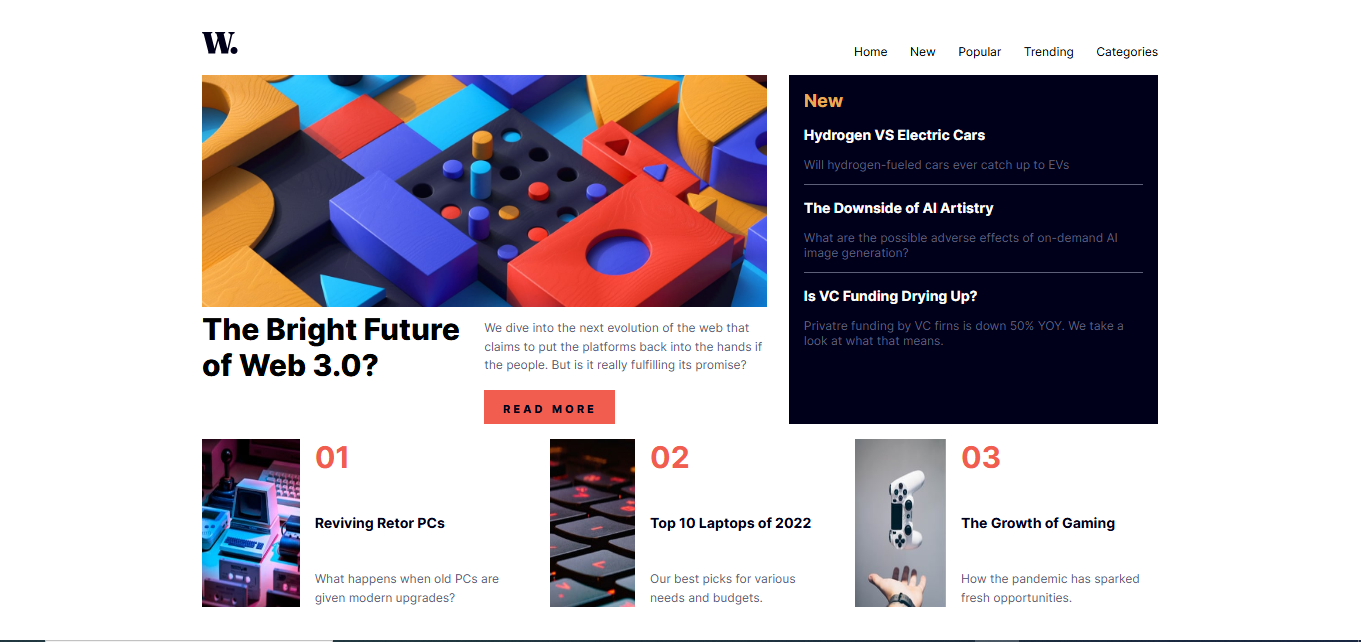 W.
Home New Popular Trending Categories
New
Hydrogen VS Electric Cars
Will hydrogen-fueled cars ever catch up to EVs
The Downside of AI Artistry
What are the possible adverse effects of on-demand AI
image generation?
Is VC Funding Drying Up?
Privatre funding by VC firns is down 50% YOY. We take a
look at what that means.
The Bright Future
of Web 3.0?
We dive into the next evolution of the web that
claims to put the platforms back into the hands if
the people. But is it really fulfilling its promise?
READ MORE
01
Reviving Retor PCs
What happens when old PCs are
given modern upgrades?
02
Top 10 Laptops of 2022
Our best picks for various
needs and budgets.
03
The Growth of Gaming
How the pandemic has sparked
fresh opportunities.